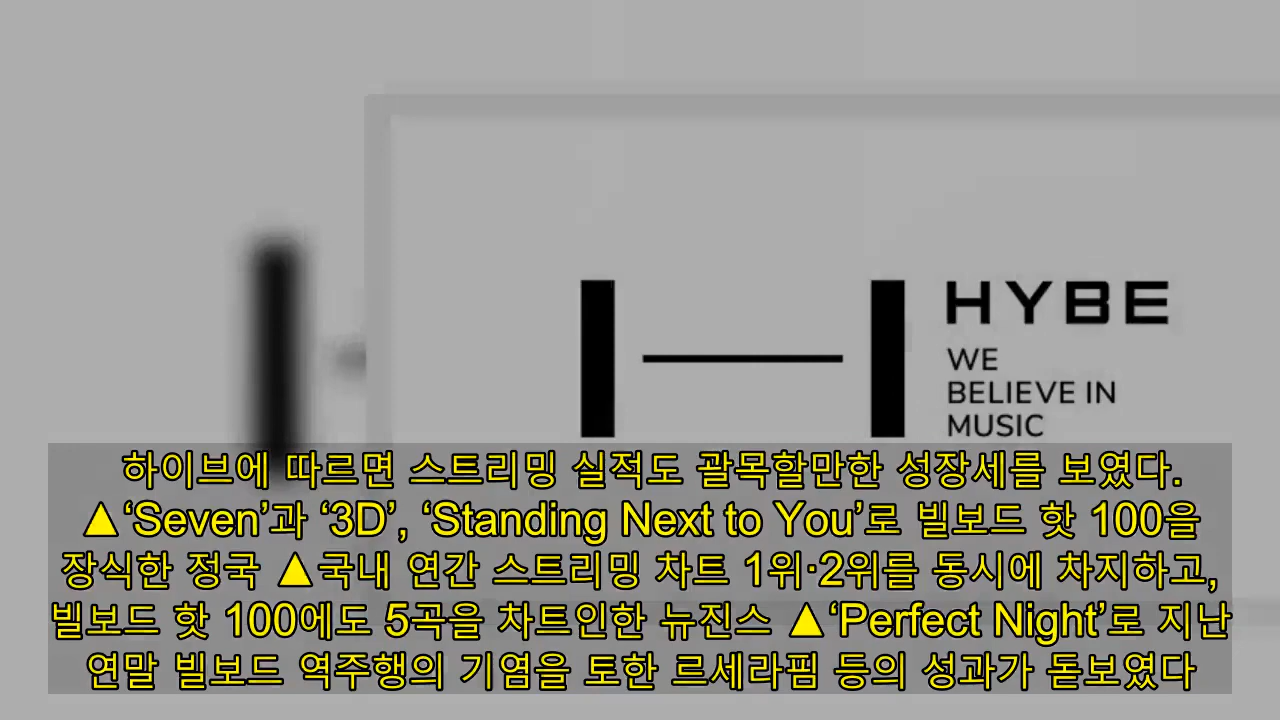 HYBE
WE
BELIEVE IN
MUSIC
하이브에 따르면 스트리밍 실적도 괄목할만한 성장세를 보였다.
▲‘Seven’과 ‘3D’, ‘Standing Next to You’로 빌보드 핫 100을
장식한 정국 ▲국내 연간 스트리밍 차트 1위·2위를 동시에 차지하고,
빌보드 핫 100에도 5곡을 차트인한 뉴진스 ▲‘Perfect Night’로 지난
연말 빌보드 역주행의 기염을 토한 르세라핌 등의 성과가 돋보였다